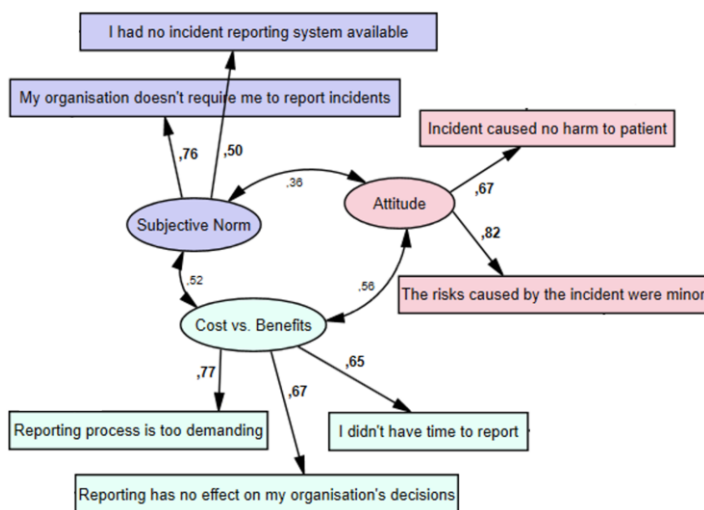 I had no incident reporting system available
My organisation doesn't require me to report incidents
Incident caused no harm to patient
,76
,50
,67
,36
Attitude
Subjective Norm
,82
,52
,56
The risks caused by the incident were minor
Cost vs. Benefits
,77
,67
,65
Reporting process is too demanding
I didn't have time to report
Reporting has no effect on my organisation's decisions